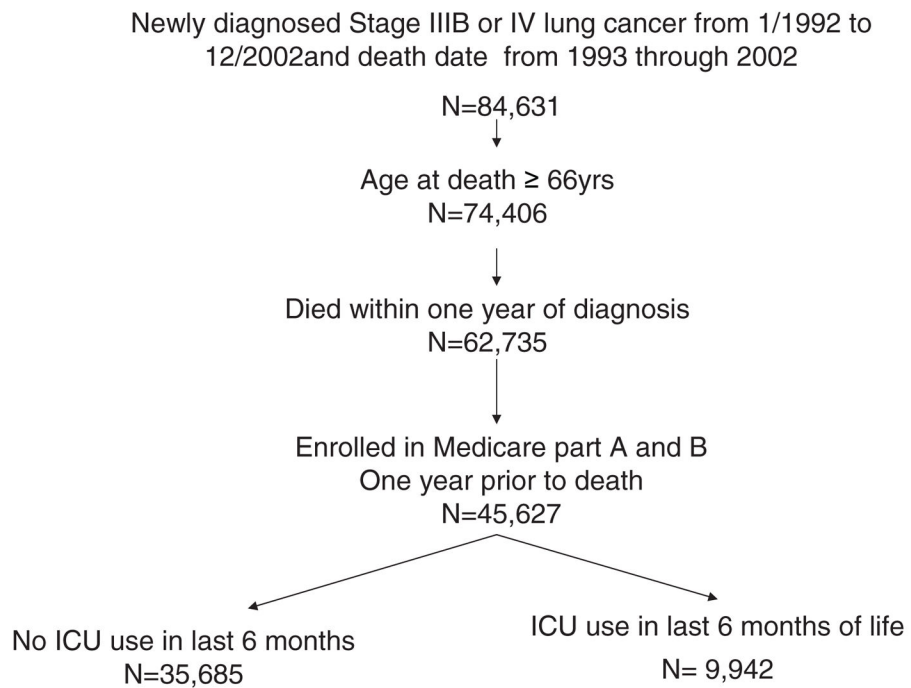 Newly diagnosed Stage IIIB or IV lung cancer from 1/1992 to
12/2002and death date from 1993 through 2002
N=84,631
Age at death ≥ 66yrs
N=74,406
Died within one year of diagnosis
N=62,735
Enrolled in Medicare part A and B
One year prior to death
N=45,627
No ICU use in last 6 months
N=35,685
ICU use in last 6 months of life
N= 9,942